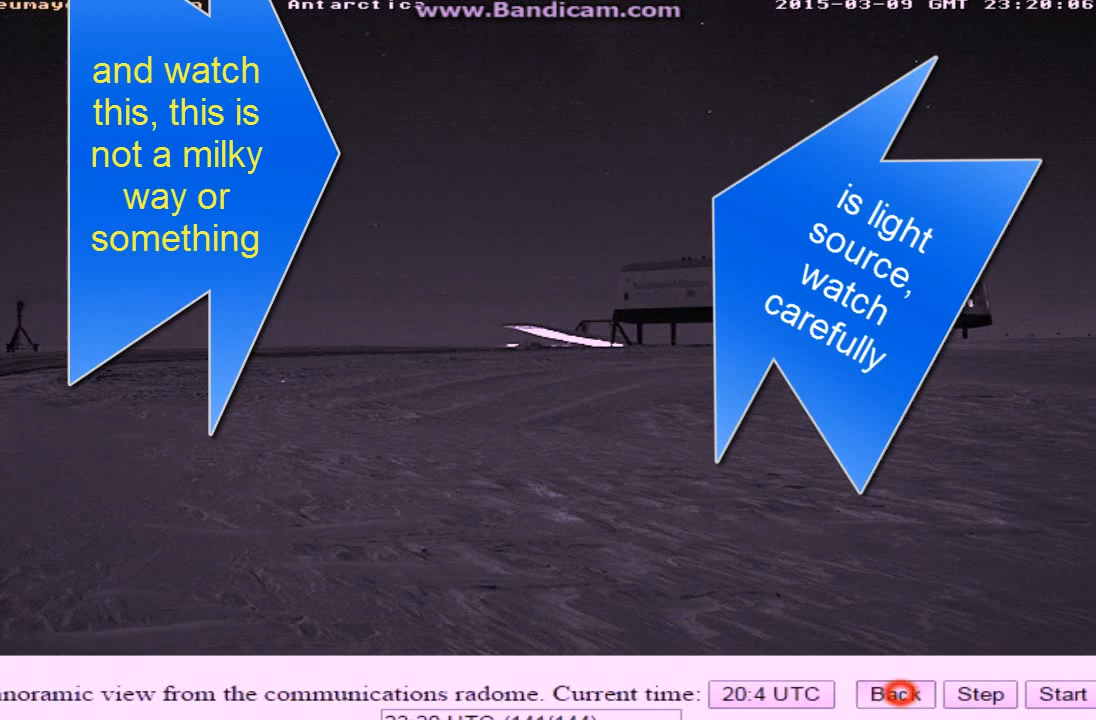 Antarctica
www.Bandicam.com
2015-03-09 GMT 23:20:06
and watch
this, this is
not a milky
way or
something
is light
source,
watch
carefully
view from the communications radome. Current time:
20:4 UTC
Back
Step
Start